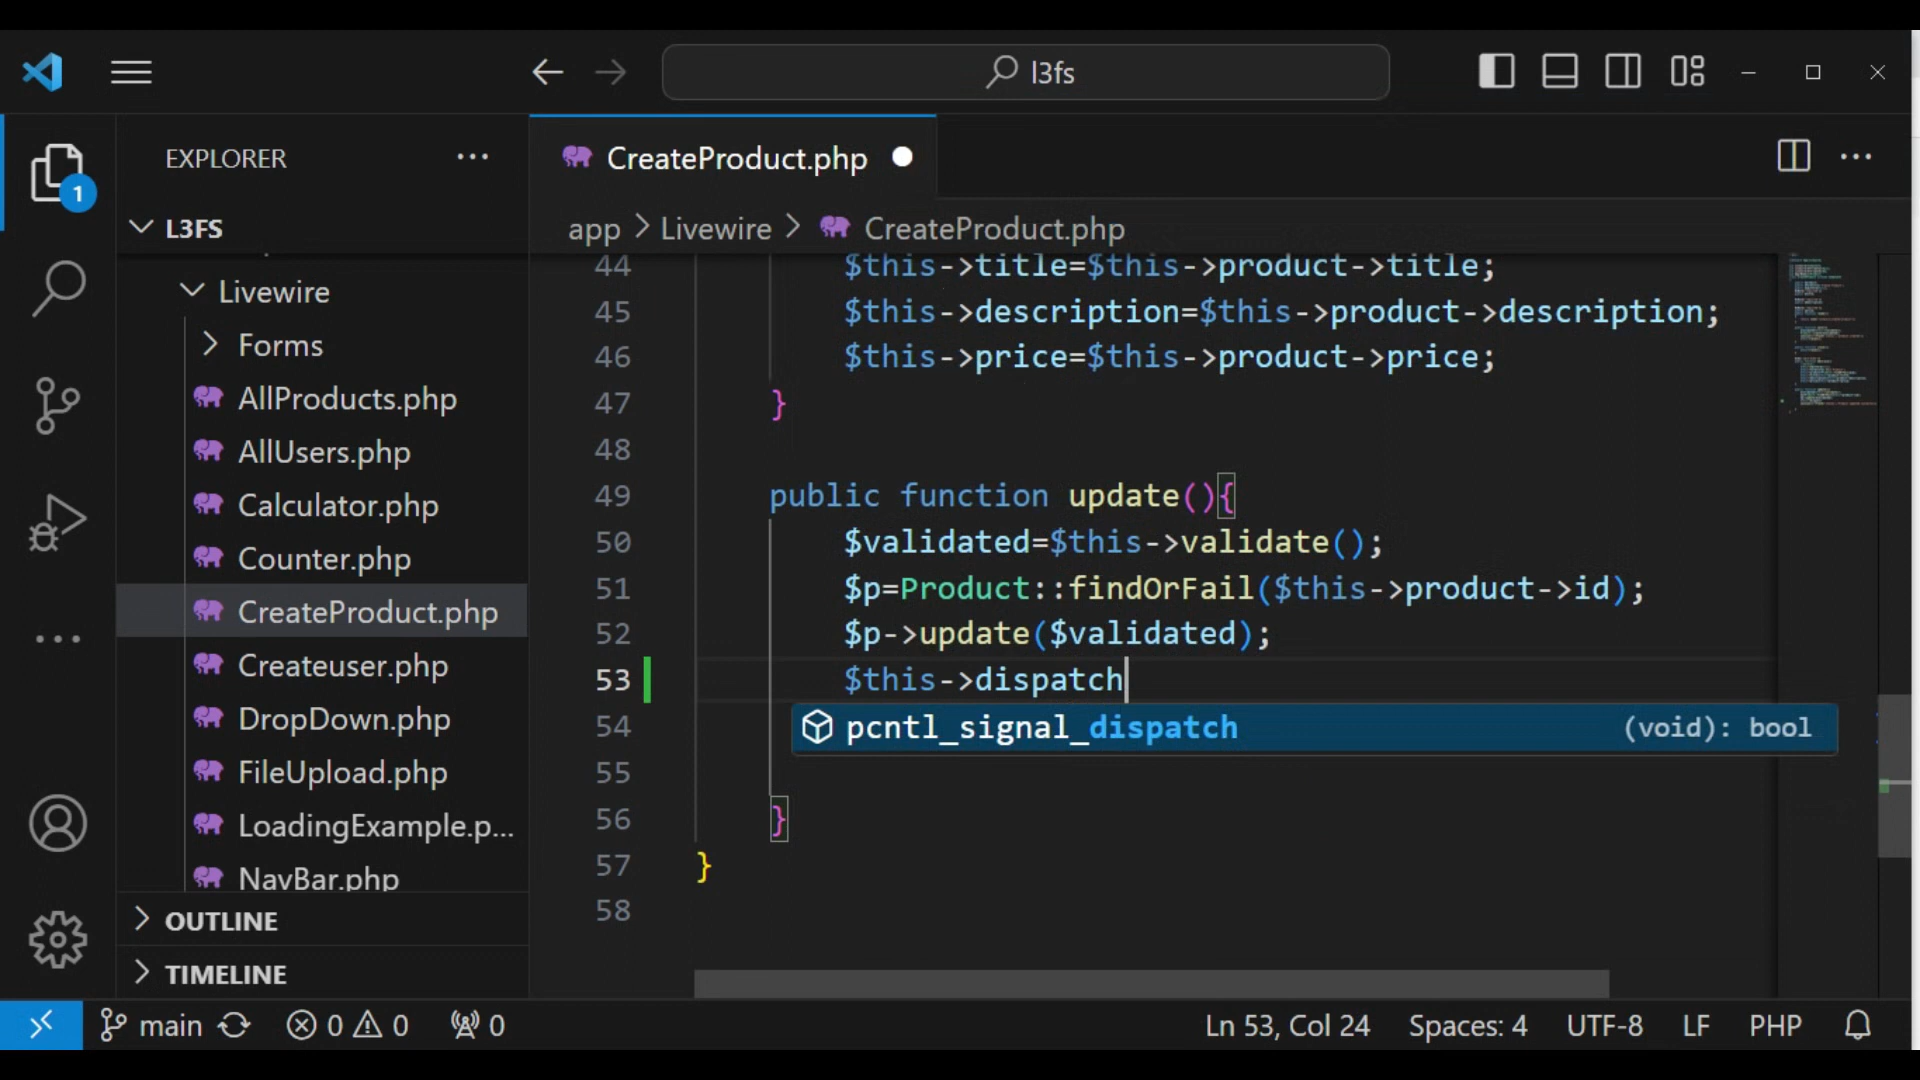 l3fs
EXPLORER
CreateProduct.php
L3FS
app > Livewire > CreateProduct.php
Livewire
Forms
AllProducts.php
AllUsers.php
Calculator.php
Counter.php
CreateProduct.php
Createuser.php
DropDown.php
FileUpload.php
LoadingExample.p...
NavBar.php
OUTLINE
TIMELINE
1
44 $this->title=$this->product->title;
45 $this->description=$this->product->description;
46 $this->price=$this->product->price;
47 }
48
49 public function update(){
50 $validated=$this->validate();
51 $p=Product::findOrFail($this->product->id);
52 $p->update($validated);
53 $this->dispatch
54 pcntl_signal_dispatch (void): bool
55
56 }
57 }
58
main 0 0 0 Ln 53, Col 24 Spaces: 4 UTF-8 LF PHP